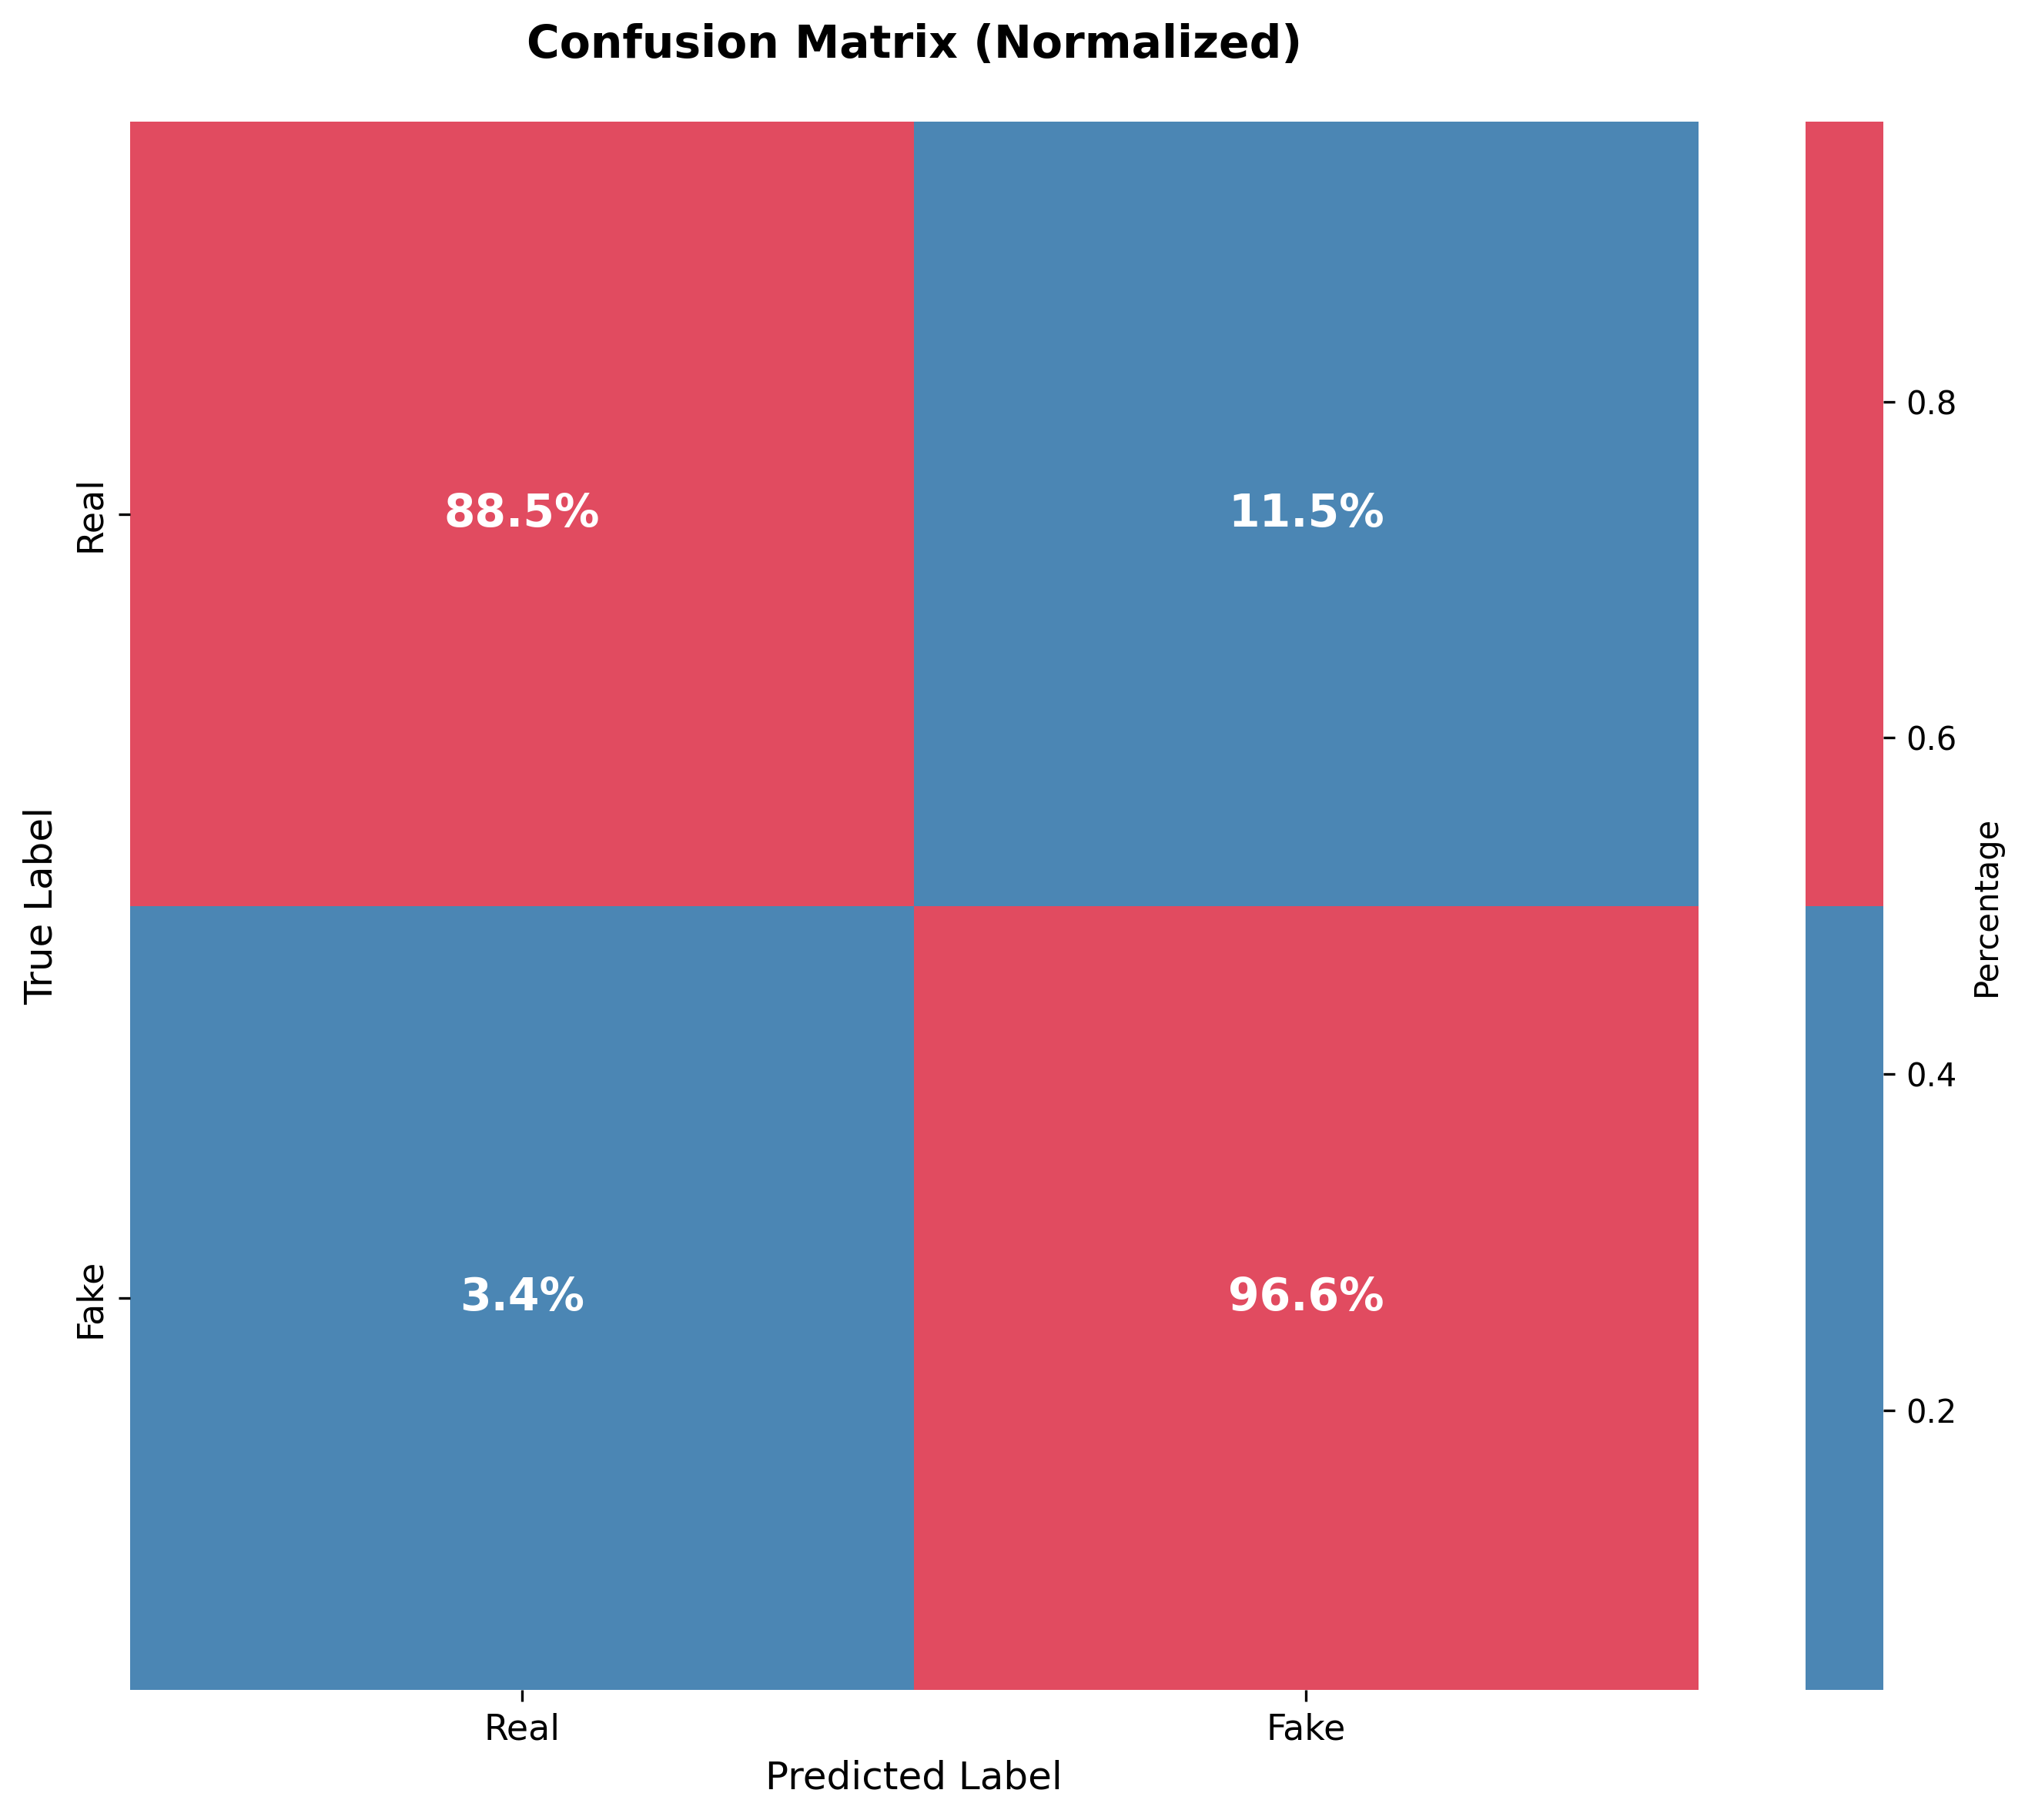 Confusion Matrix (Normalized)
True Label
Real
Fake
88.5%
11.5%
3.4%
96.6%
Real
Fake
Predicted Label
0.8
0.6
0.4
0.2
Percentage